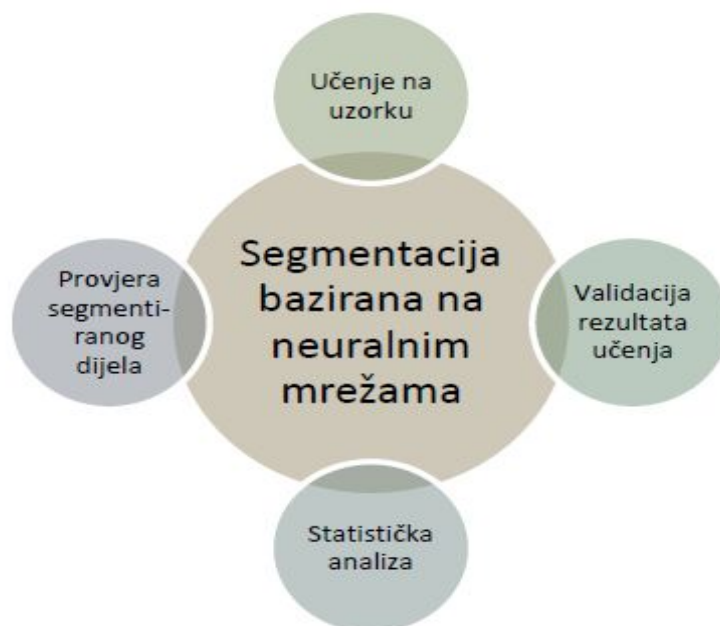 Učenje na
uzorku
Segmentacija
bazirana na
neuralnim
mrežama
Provjera
segmenti-
ranog
dijela
Validacija
rezultata
učenja
Statistička
analiza